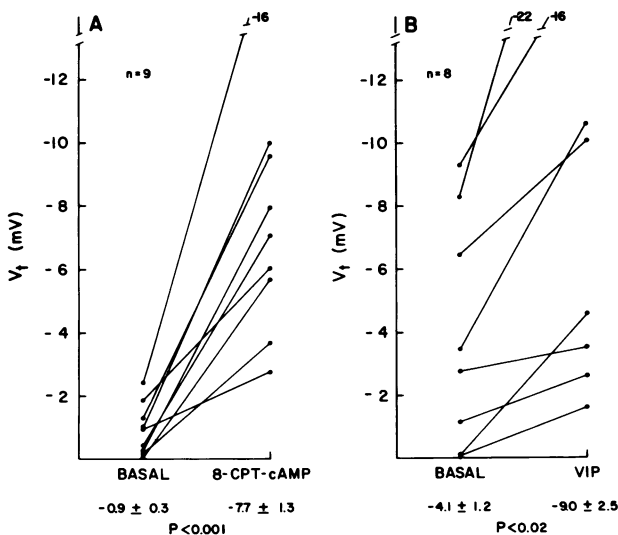 A
-16
n=9
-12
-10
-8
-6
-4
-2
Vt (mV)
BASAL 8-CPT-cAMP
-0.9 ± 0.3 -7.7 ± 1.3
P<0.001
B
-22 -16
n=8
-12
-10
-8
-6
-4
-2
Vt (mV)
BASAL VIP
-4.1 ± 1.2 -9.0 ± 2.5
P<0.02